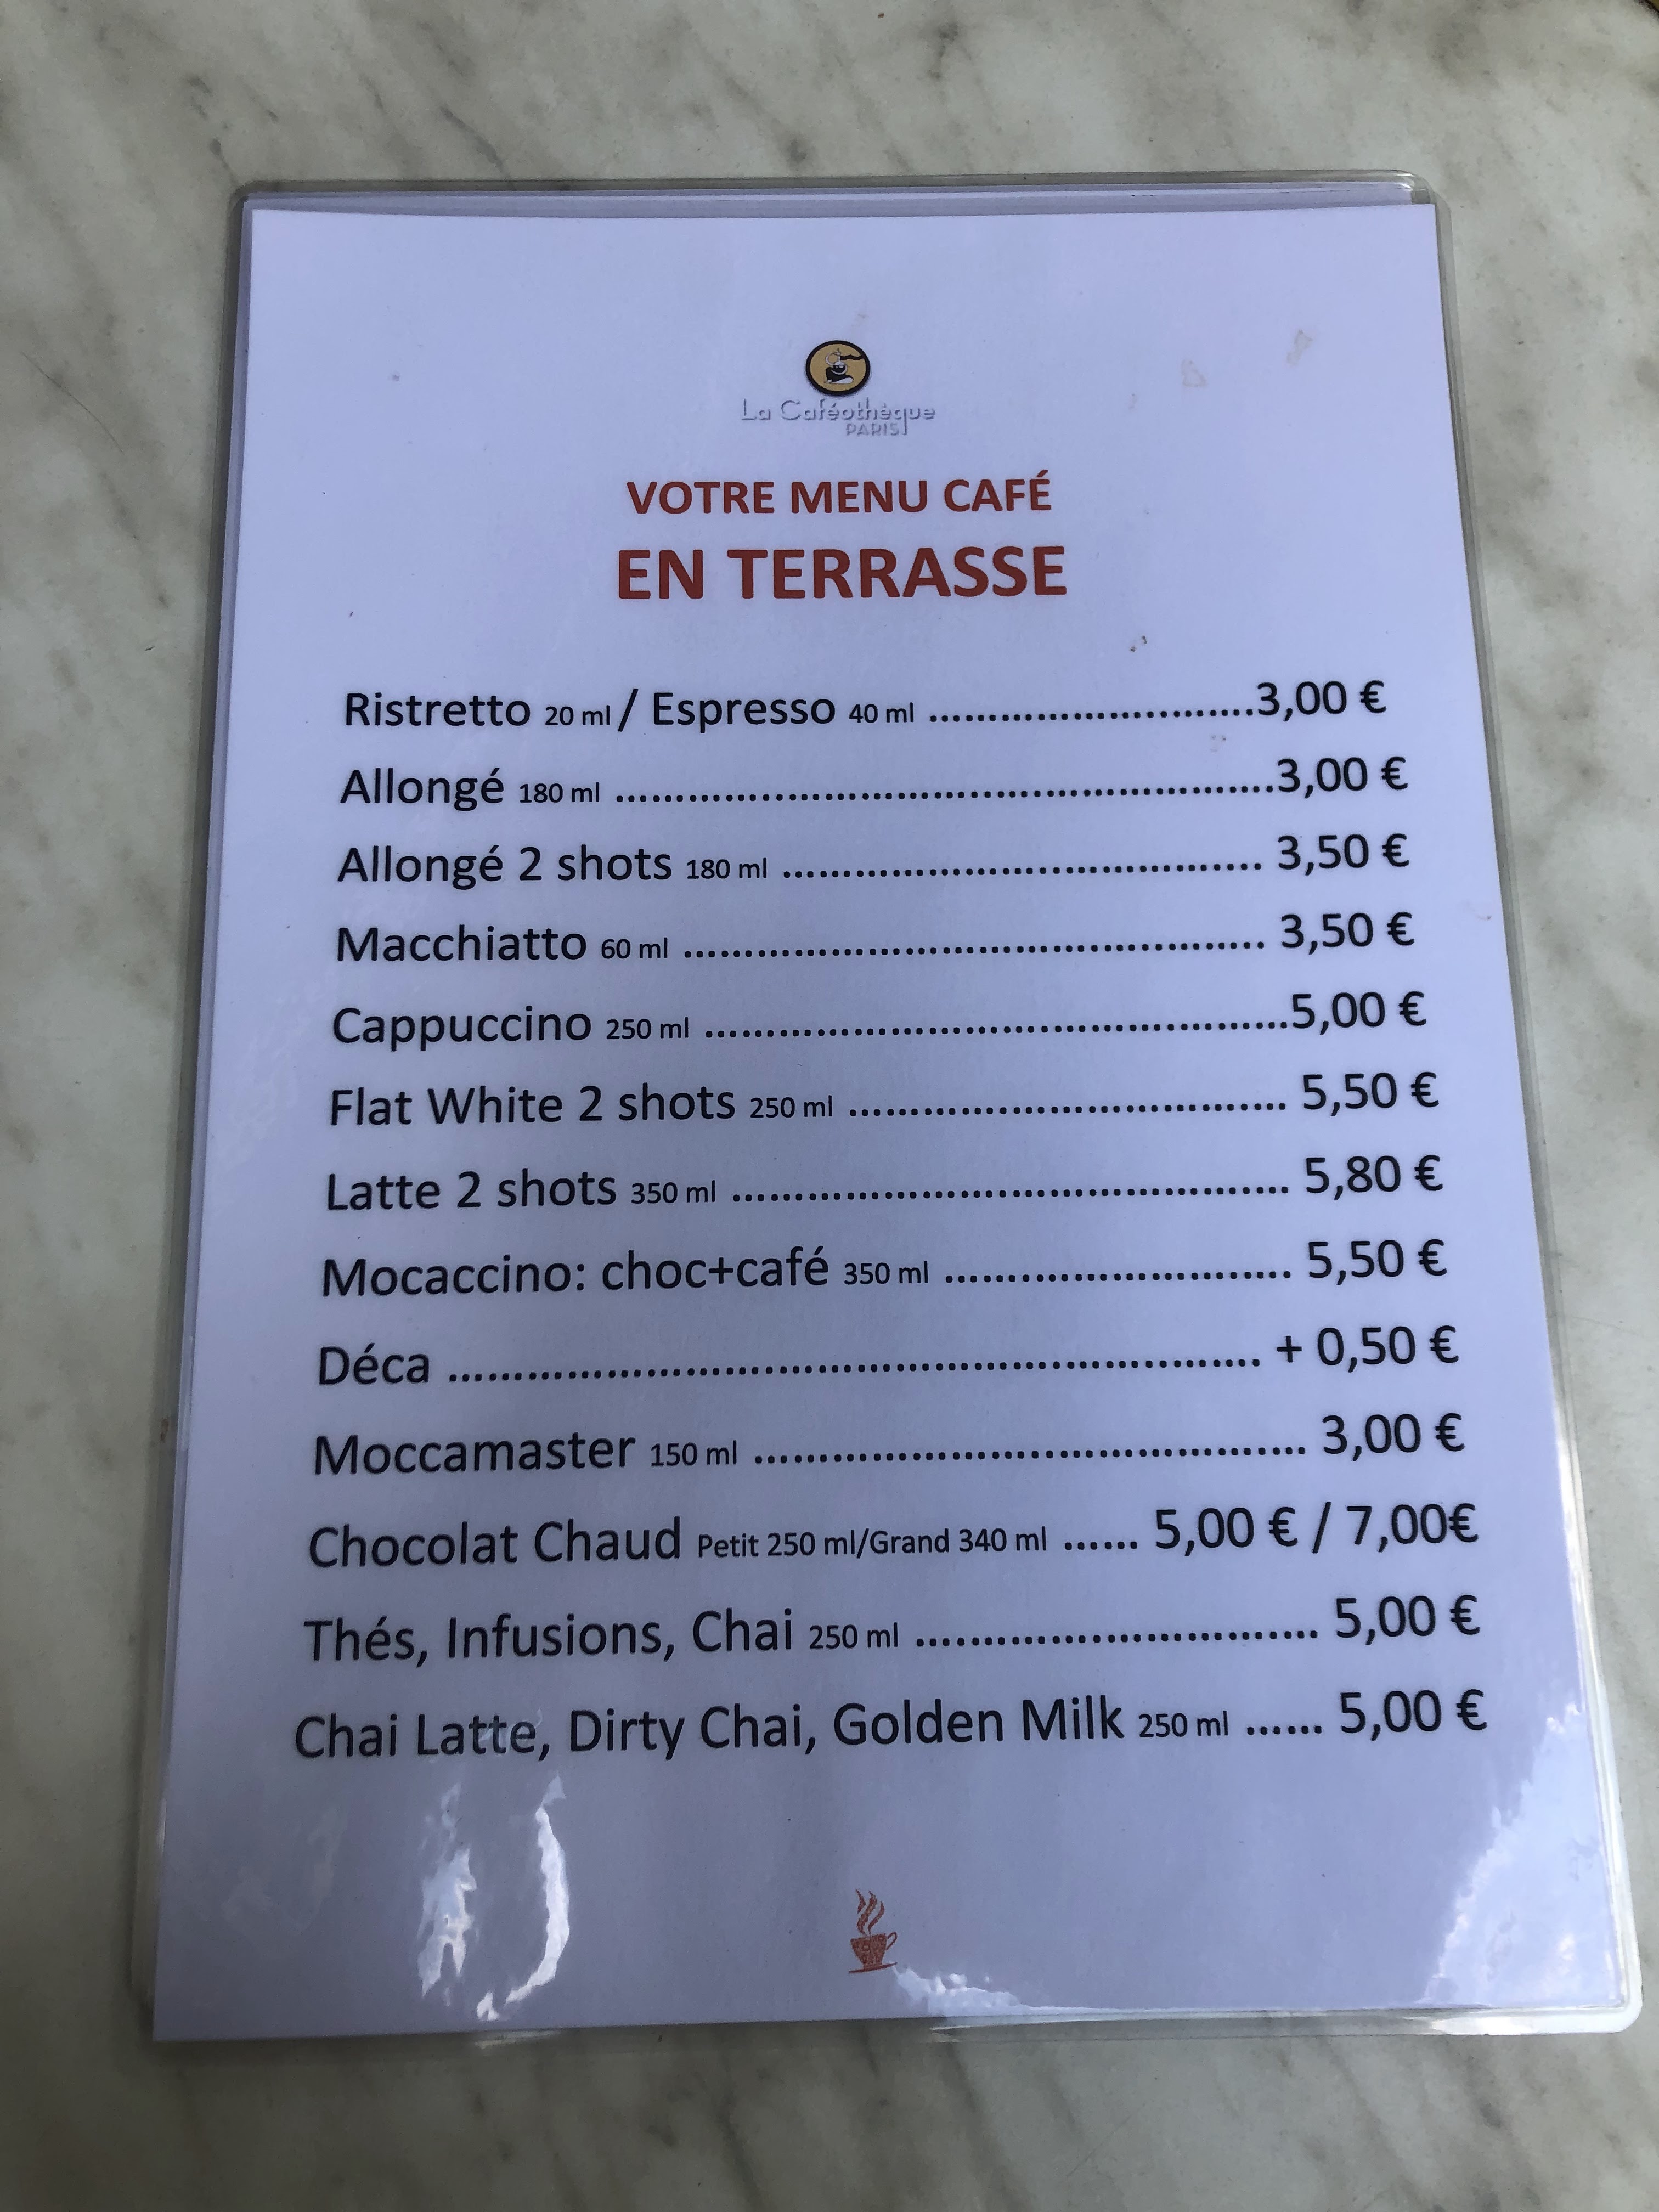 La Caféothèque
PARIS
VOTRE MENU CAFÉ
EN TERRASSE
Ristretto 20 ml / Espresso 40 ml ............................3,00 €
Allongé 180 ml .......................................................3,00 €
Allongé 2 shots 180 ml ........................................ 3,50 €
Macchiatto 60 ml ................................................ 3,50 €
Cappuccino 250 ml ................................................5,00 €
Flat White 2 shots 250 ml .................................... 5,50 €
Latte 2 shots 350 ml .............................................. 5,80 €
Mocaccino: choc+café 350 ml ............................ 5,50 €
Déca .................................................................. + 0,50 €
Moccamaster 150 ml ............................................ 3,00 €
Chocolat Chaud Petit 250 ml/Grand 340 ml ...... 5,00 € / 7,00€
Thés, Infusions, Chai 250 ml ................................ 5,00 €
Chai Latte, Dirty Chai, Golden Milk 250 ml ...... 5,00 €